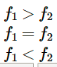 f₁ > f₂
f₁ = f₂
f₁ < f₂